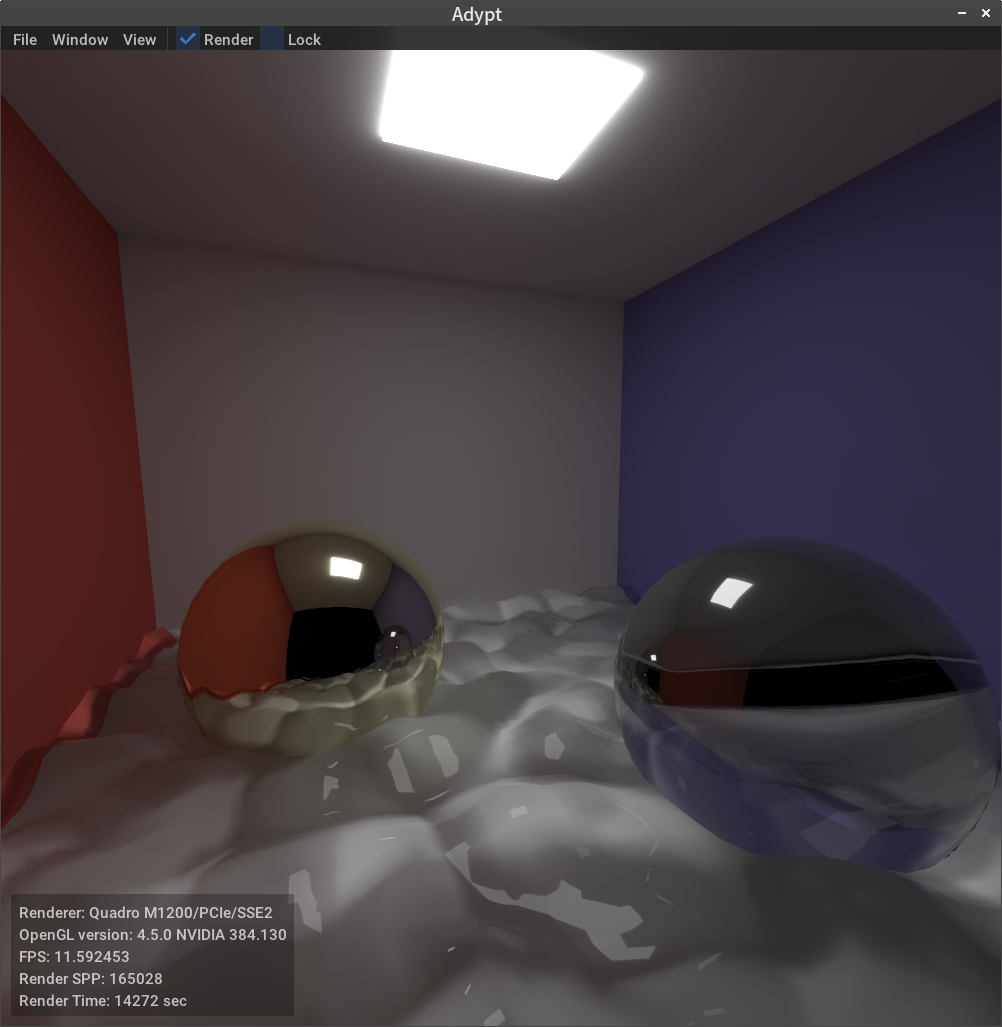 Adypt
File Window View Render Lock
Renderer: Quadro M1200/PCIe/SSE2
OpenGL version: 4.5.0 NVIDIA 384.130
FPS: 11.592453
Render SPP: 165028
Render Time: 14272 sec